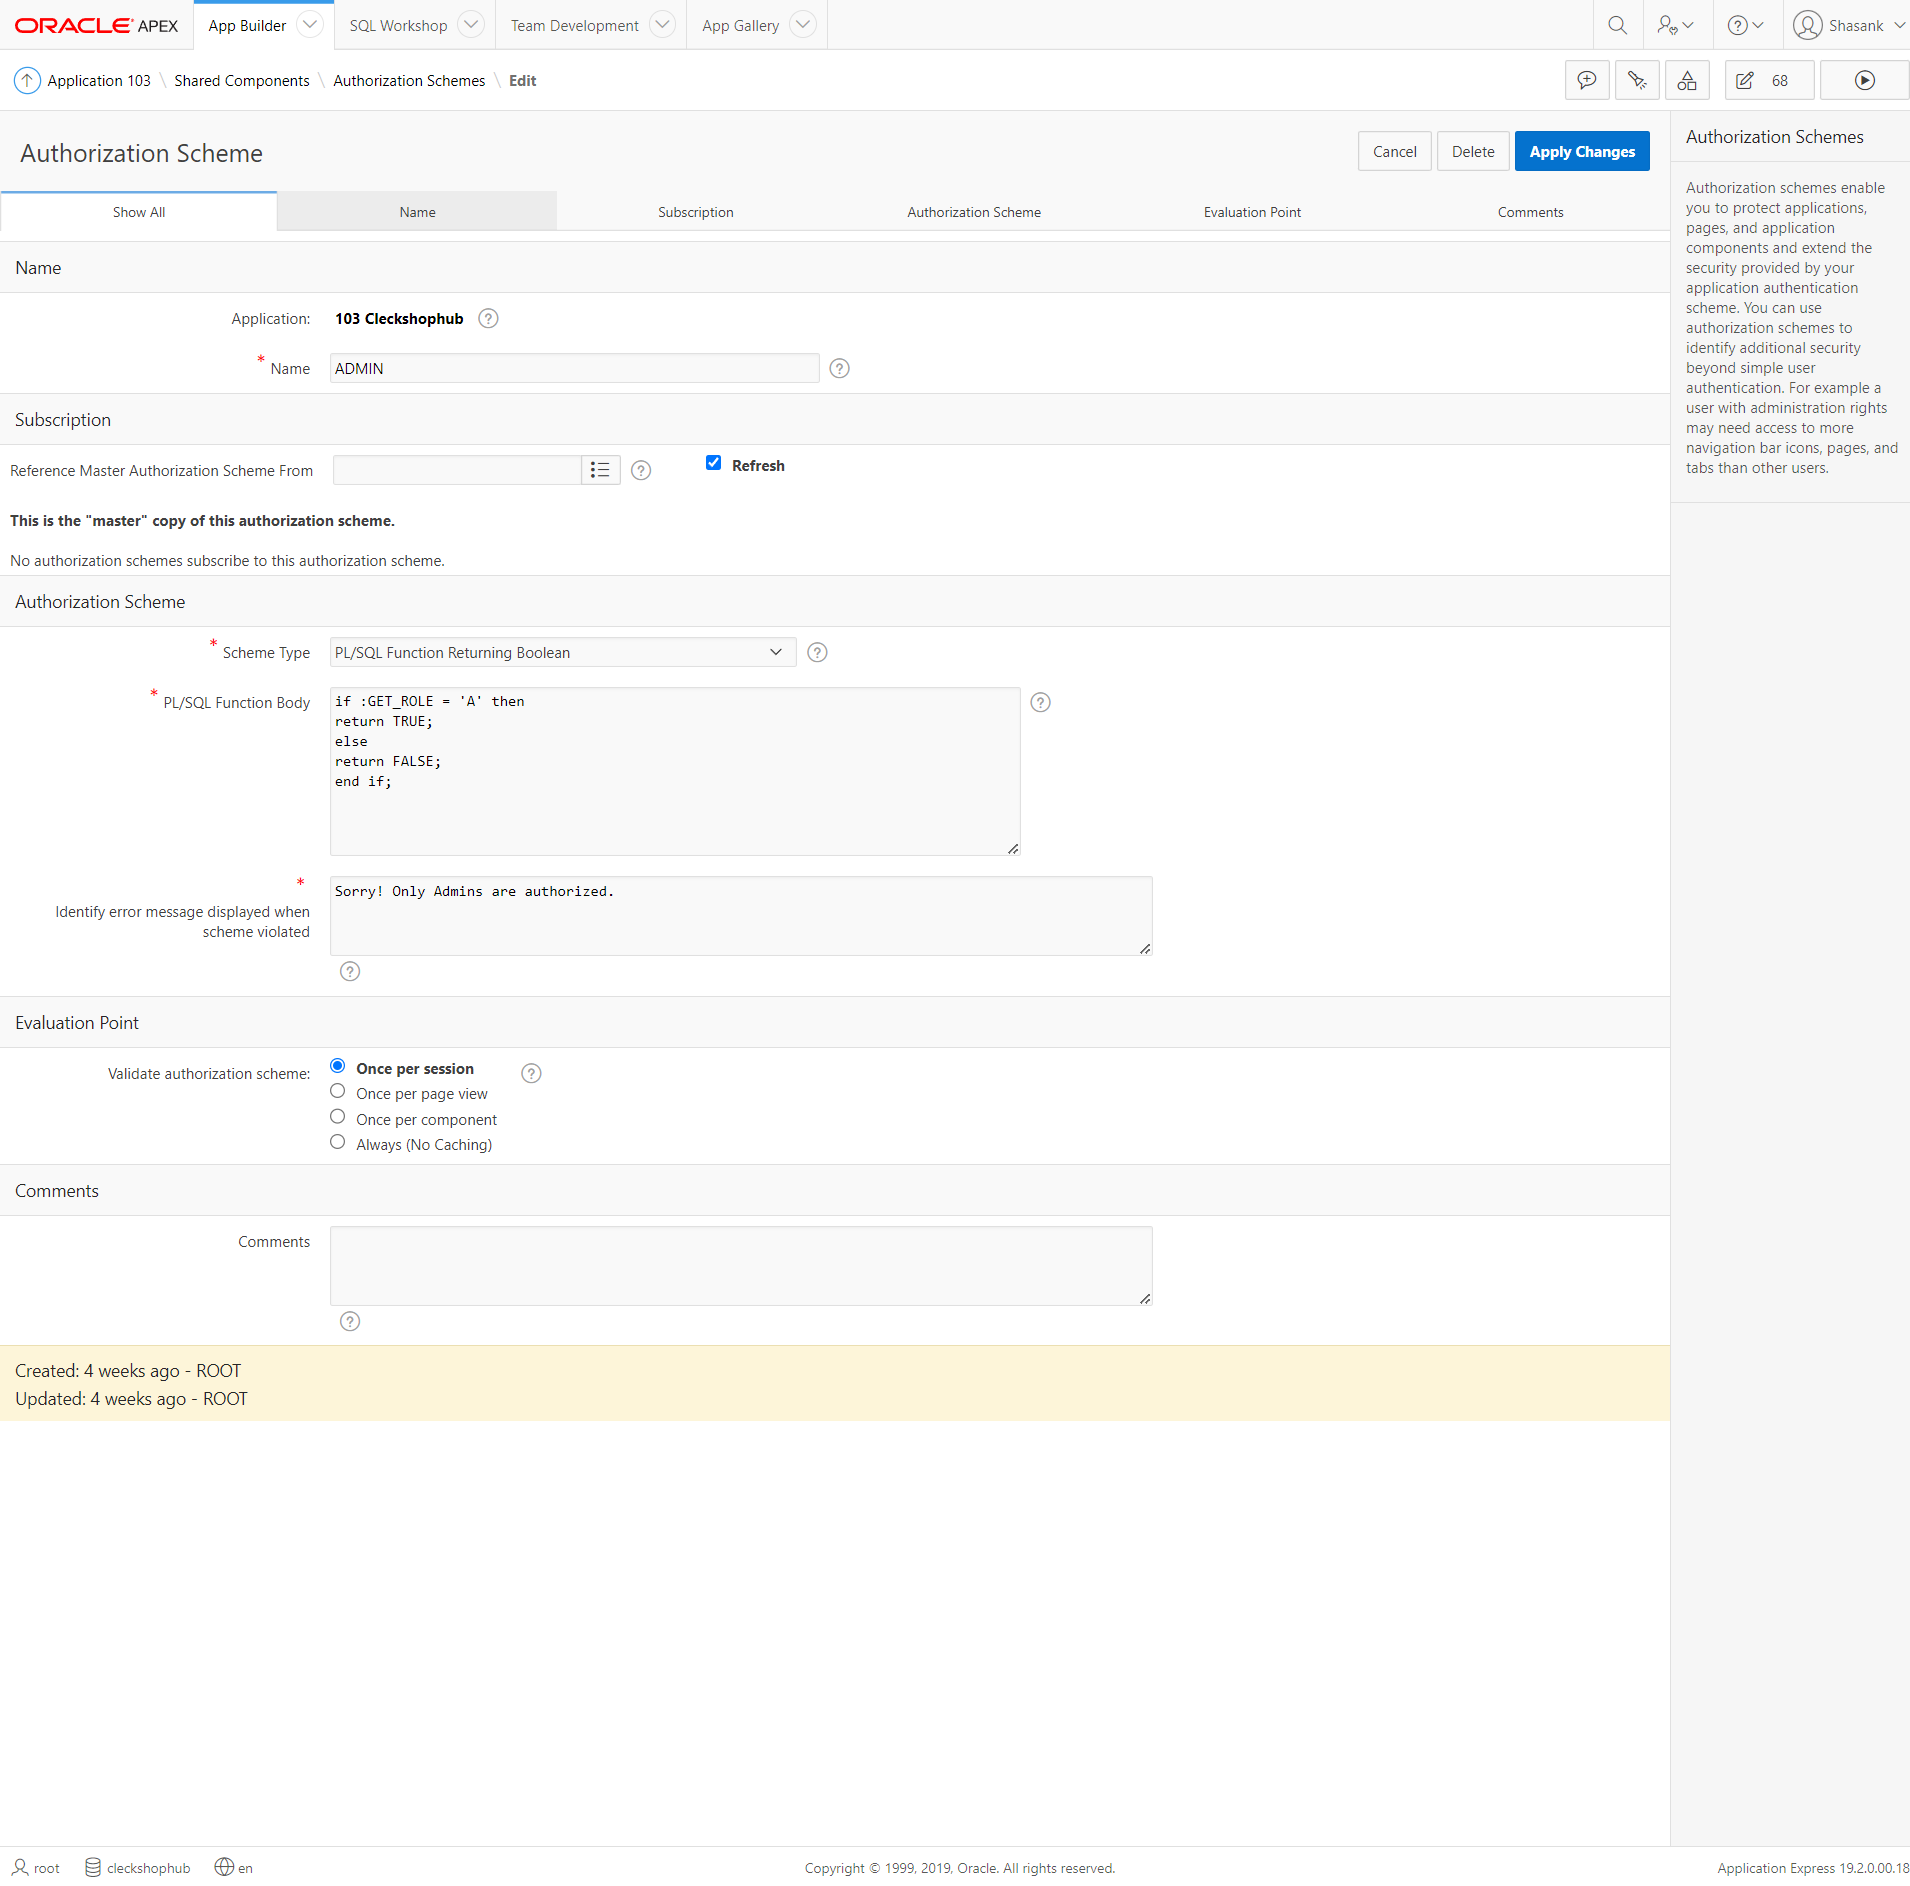 ORACLE APEX App Builder SQL Workshop Team Development App Gallery Shasank
Application 103 \ Shared Components \ Authorization Schemes \ Edit 68
Authorization Scheme Cancel Delete Apply Changes
Show All Name Subscription Authorization Scheme Evaluation Point Comments
Name
Application: 103 Cleckshophub ?
* Name ADMIN ?
Subscription
Reference Master Authorization Scheme From ? Refresh
This is the "master" copy of this authorization scheme.
No authorization schemes subscribe to this authorization scheme.
Authorization Scheme
* Scheme Type PL/SQL Function Returning Boolean ?
* PL/SQL Function Body ?
if :GET_ROLE = 'A' then
return TRUE;
else
return FALSE;
end if;
*
Identify error message displayed when
scheme violated
Sorry! Only Admins are authorized.
?
Evaluation Point
Validate authorization scheme: Once per session ?
Once per page view
Once per component
Always (No Caching)
Comments
Comments
?
Created: 4 weeks ago - ROOT
Updated: 4 weeks ago - ROOT
Authorization Schemes
Authorization schemes enable
you to protect applications,
pages, and application
components and extend the
security provided by your
application authentication
scheme. You can use
authorization schemes to
identify additional security
beyond simple user
authentication. For example a
user with administration rights
may need access to more
navigation bar icons, pages, and
tabs than other users.
root cleckshophub en Copyright © 1999, 2019, Oracle. All rights reserved. Application Express 19.2.0.00.18